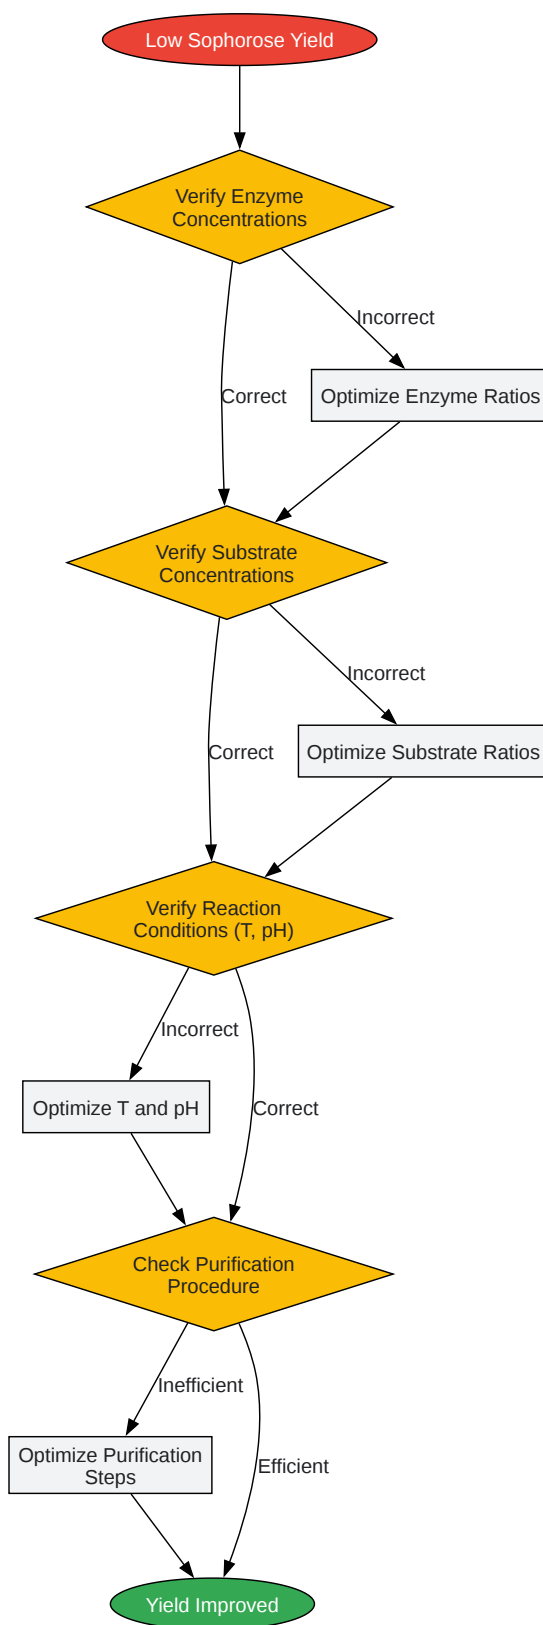 Low Sophorose Yield
Verify Enzyme
Concentrations
Incorrect
Correct
Optimize Enzyme Ratios
Verify Substrate
Concentrations
Incorrect
Correct
Optimize Substrate Ratios
Verify Reaction
Conditions (T, pH)
Incorrect
Optimize T and pH
Correct
Check Purification
Procedure
Inefficient
Optimize Purification
Steps
Efficient
Yield Improved